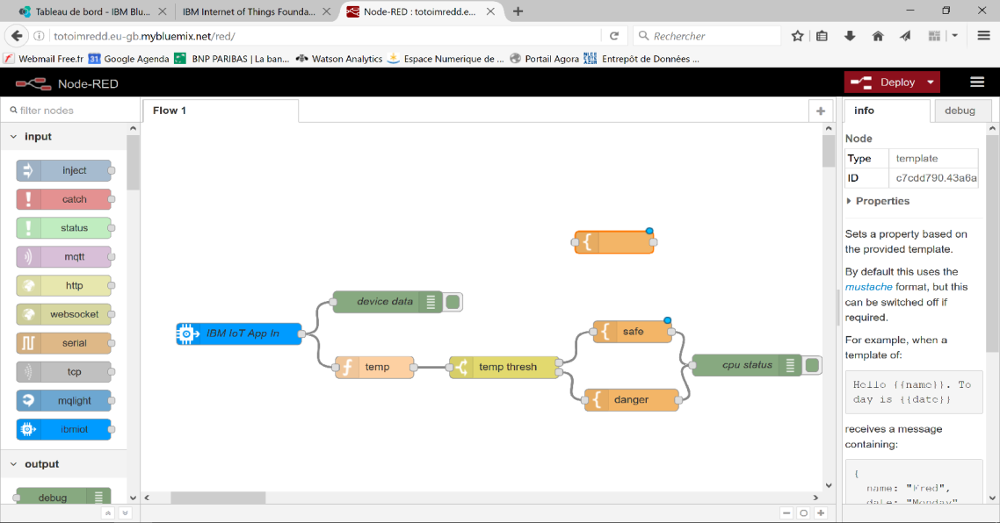 Tableau de bord - IBM Blu...
IBM Internet of Things Founda...
Node-RED : totoimredd.e...
totoimredd.eu-gb.mybluemix.net/red/
Rechercher
Webmail Free.fr
31 Google Agenda
BNP PARIBAS | La ban...
Watson Analytics
Espace Numerique de ...
Portail Agora
Entrepôt de Données ...
Node-RED
Deploy
filter nodes
Flow 1
info
debug
input
inject
catch
status
mqtt
http
websocket
serial
tcp
mqlight
ibmiot
output
debug
device data
IBM IoT App In
temp
temp thresh
safe
danger
cpu status
Node
Type template
ID c7cdd790.43a6a
Properties
Sets a property based on
the provided template.
By default this uses the
mustache format, but this
can be switched off if
required.
For example, when a
template of:
Hello {{name}}. To
day is {{date}}
receives a message
containing:
{
name: "Fred",
date: "Monday"